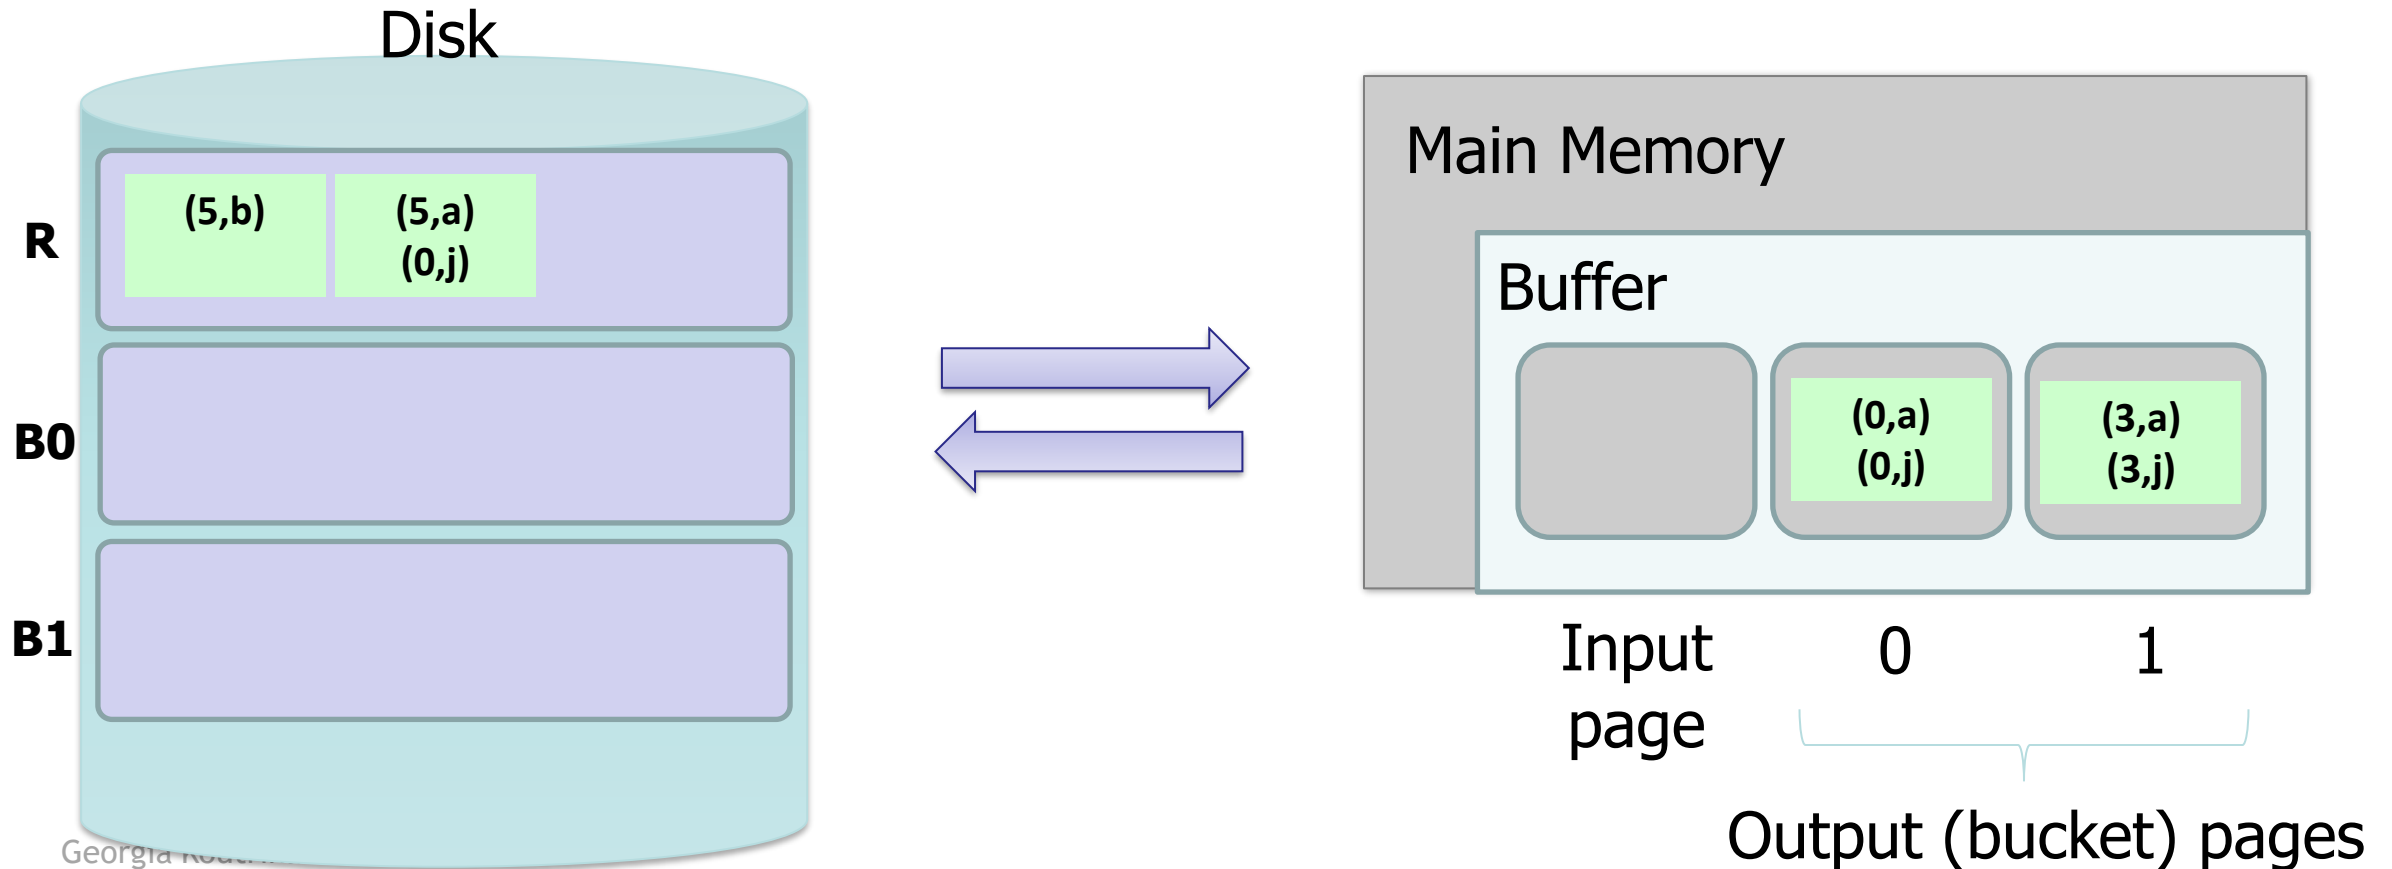 Disk
R
(5,b)
(5,a)
(0,j)
B0
B1
Georgia
Main Memory
Buffer
(0,a)
(0,j)
(3,a)
(3,j)
Input
page
0
1
Output (bucket) pages